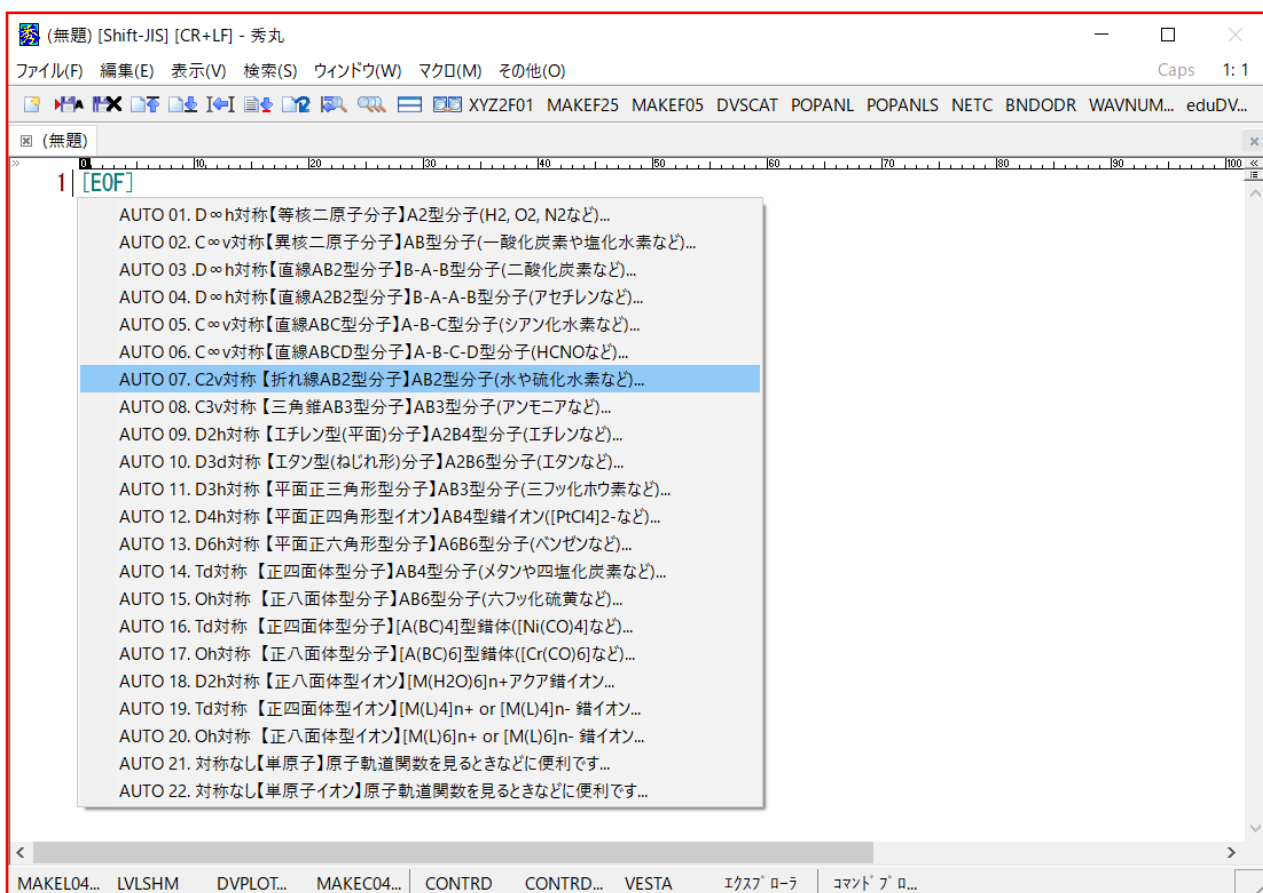 (無題) [Shift-JIS] [CR+LF] - 秀丸
ファイル(F) 編集(E) 表示(V) 検索(S) ウィンドウ(W) マクロ(M) その他(O) Caps 1: 1
XYZ2F01 MAKEF25 MAKEF05 DVSCAT POPANL POPANLS NETC BNDODR WAVNUM... eduDV...
(無題)
0 10 20 30 40 50 60 70 80 90 100
1 [EOF]
AUTO 01. D∞h対称【等核二原子分子】A2型分子(H2, O2, N2など)...
AUTO 02. C∞v対称【異核二原子分子】AB型分子(一酸化炭素や塩化水素など)...
AUTO 03 .D∞h対称【直線AB2型分子】B-A-B型分子(二酸化炭素など)...
AUTO 04. D∞h対称【直線A2B2型分子】B-A-A-B型分子(アセチレンなど)...
AUTO 05. C∞v対称【直線ABC型分子】A-B-C型分子(シアン化水素など)...
AUTO 06. C∞v対称【直線ABCD型分子】A-B-C-D型分子(HCNOなど)...
AUTO 07. C2v対称 【折れ線AB2型分子】AB2型分子(水や硫化水素など)...
AUTO 08. C3v対称 【三角錐AB3型分子】AB3型分子(アンモニアなど)...
AUTO 09. D2h対称 【エチレン型(平面)分子】A2B4型分子(エチレンなど)...
AUTO 10. D3d対称 【エタン型(ねじれ形)分子】A2B6型分子(エタンなど)...
AUTO 11. D3h対称 【平面正三角形型分子】AB3型分子(三フッ化ホウ素など)...
AUTO 12. D4h対称 【平面正四角形型イオン】AB4型錯イオン([PtCl4]2-など)...
AUTO 13. D6h対称 【平面正六角形型分子】A6B6型分子(ベンゼンなど)...
AUTO 14. Td対称 【正四面体型分子】AB4型分子(メタンや四塩化炭素など)...
AUTO 15. Oh対称 【正八面体型分子】AB6型分子(六フッ化硫黄など)...
AUTO 16. Td対称 【正四面体型分子】[A(BC)4]型錯体([Ni(CO)4]など)...
AUTO 17. Oh対称 【正八面体型分子】[A(BC)6]型錯体([Cr(CO)6]など)...
AUTO 18. D2h対称 【正八面体型イオン】[M(H2O)6]n+アクア錯イオン...
AUTO 19. Td対称 【正四面体型イオン】[M(L)4]n+ or [M(L)4]n- 錯イオン...
AUTO 20. Oh対称 【正八面体型イオン】[M(L)6]n+ or [M(L)6]n- 錯イオン...
AUTO 21. 対称なし【単原子】原子軌道関数を見るときなどに便利です...
AUTO 22. 対称なし【単原子イオン】原子軌道関数を見るときなどに便利です...
MAKEL04... LVLSHM DVPLOT... MAKEC04... CONTRD CONTRD... VESTA ｴｸｽﾌﾟﾛｰﾗ ｺﾏﾝﾄﾞﾌﾟﾛ...